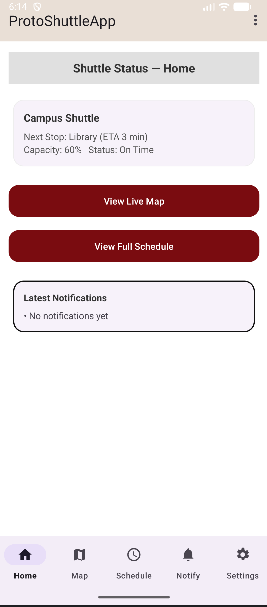 6:14
ProtoShuttleApp
Shuttle Status — Home
Campus Shuttle
Next Stop: Library (ETA 3 min)
Capacity: 60% Status: On Time
View Live Map
View Full Schedule
Latest Notifications
• No notifications yet
Home Map Schedule Notify Settings